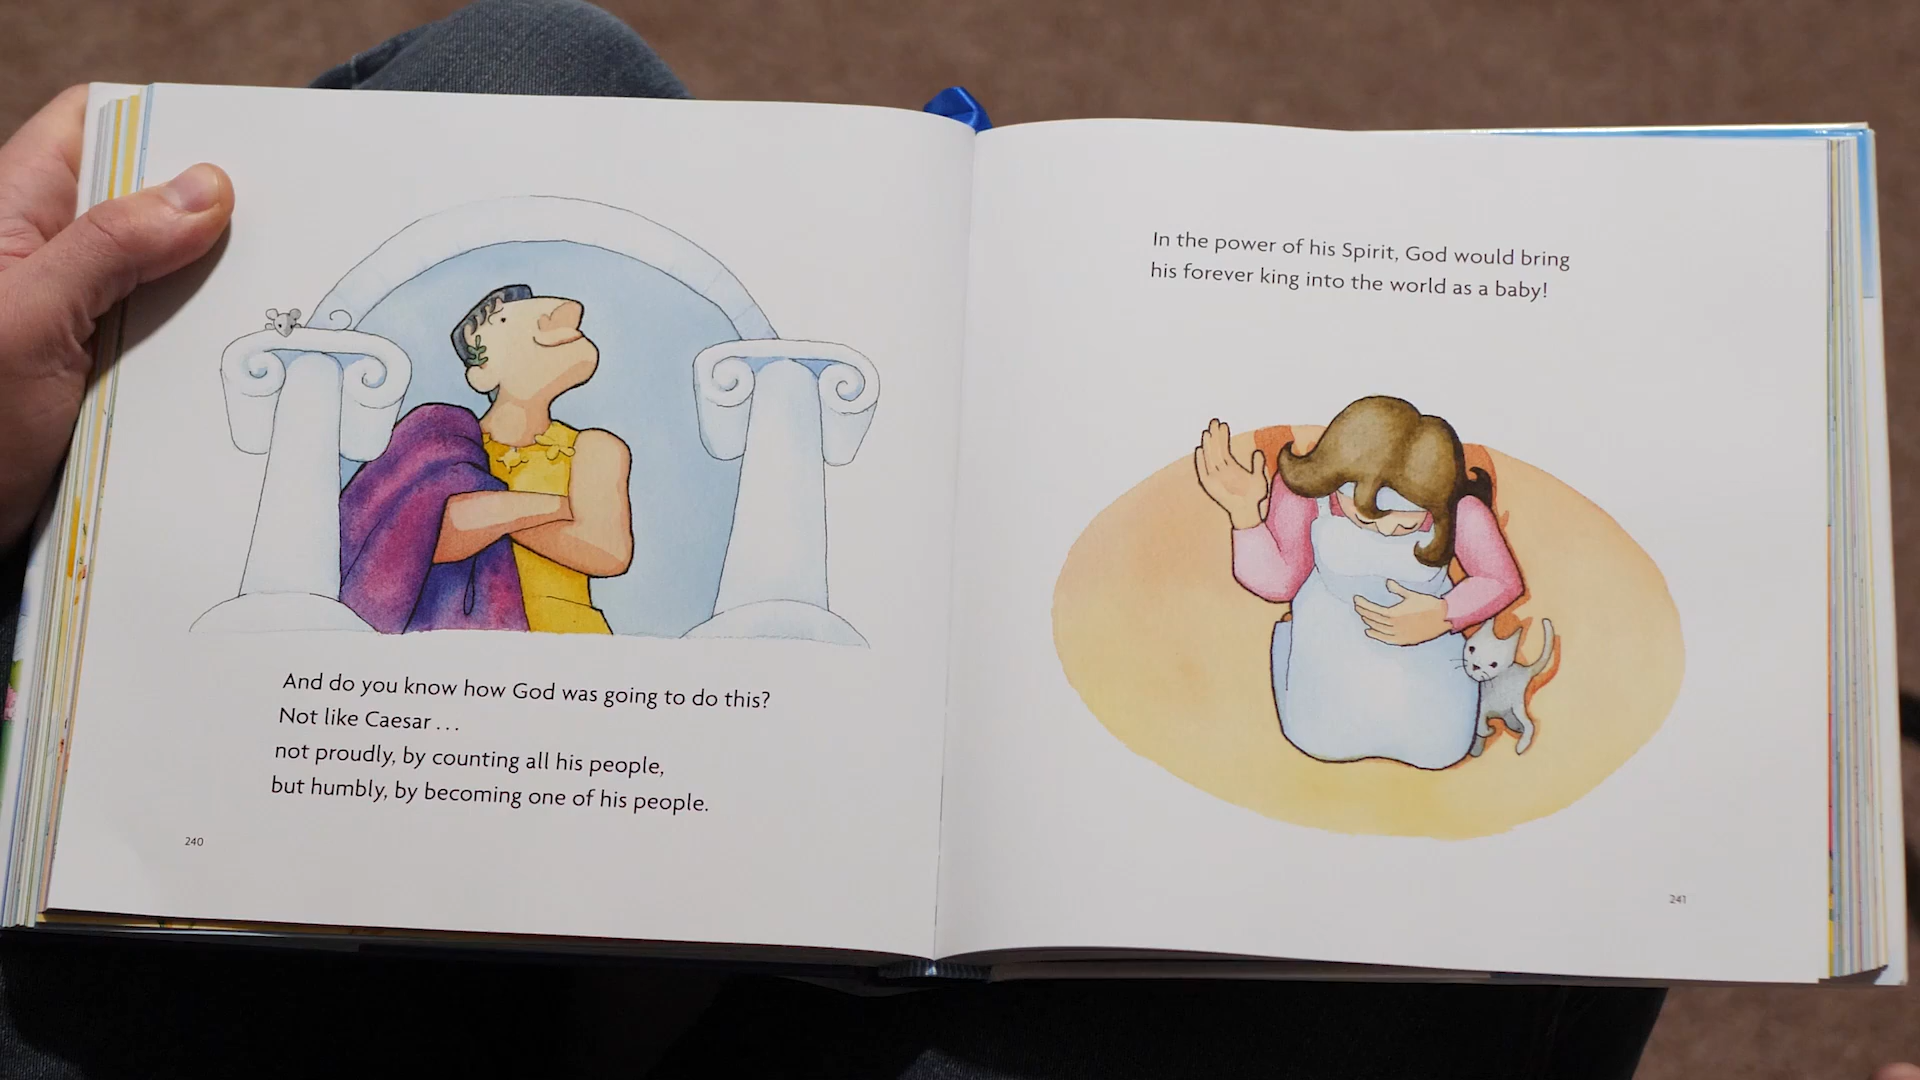 And do you know how God was going to do this?
Not like Caesar . . .
not proudly, by counting all his people,
but humbly, by becoming one of his people.
240
In the power of his Spirit, God would bring
his forever king into the world as a baby!
241